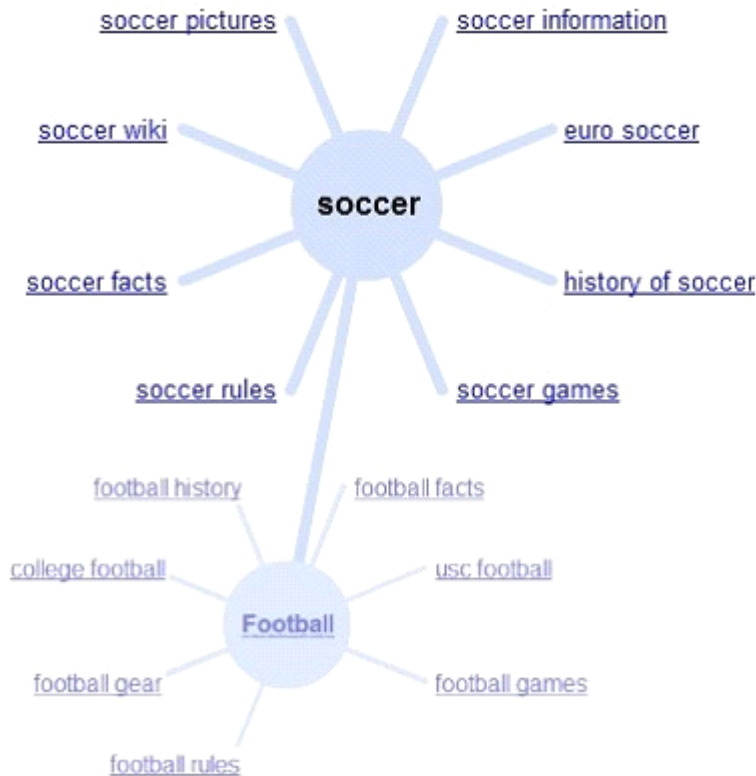 soccer pictures
soccer information
soccer wiki
euro soccer
soccer
soccer facts
history of soccer
soccer rules
soccer games
football history
football facts
college football
usc football
Football
football gear
football games
football rules